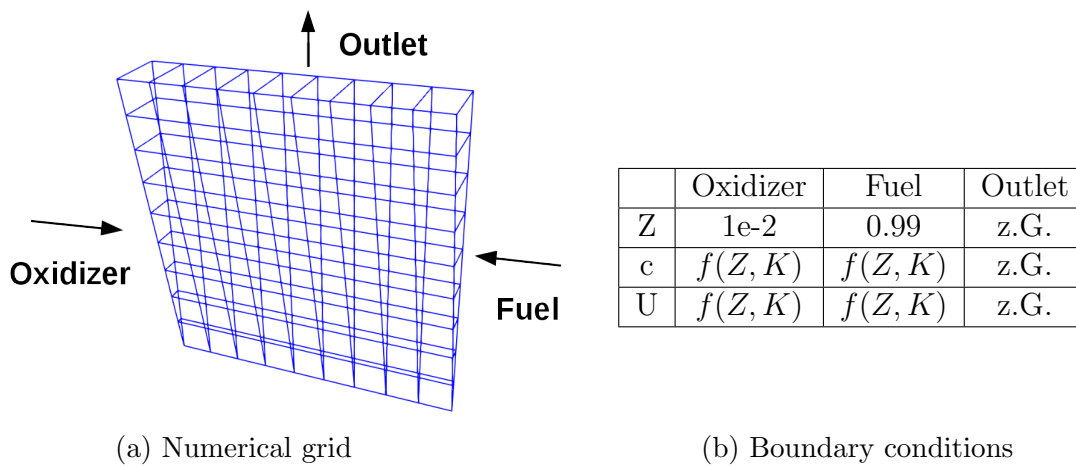 Outlet
Oxidizer
Fuel
(a) Numerical grid
Oxidizer Fuel Outlet
Z 1e-2 0.99 z.G.
c f(Z, K) f(Z, K) z.G.
U f(Z, K) f(Z, K) z.G.
(b) Boundary conditions